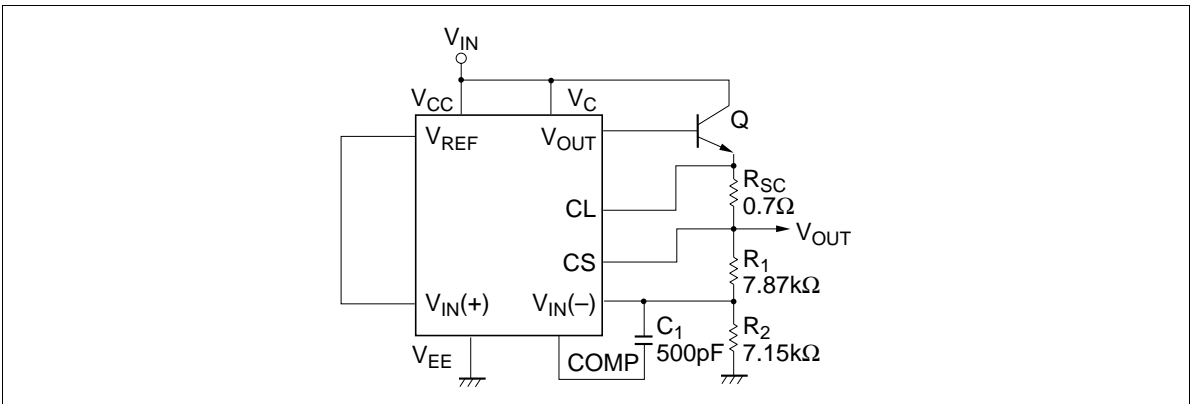 V_IN
V_CC
V_C
V_REF
V_OUT
Q
R_SC
0.7Ω
CL
V_OUT
CS
R_1
7.87kΩ
V_IN(+)
V_IN(–)
C_1
500pF
R_2
7.15kΩ
V_EE
COMP